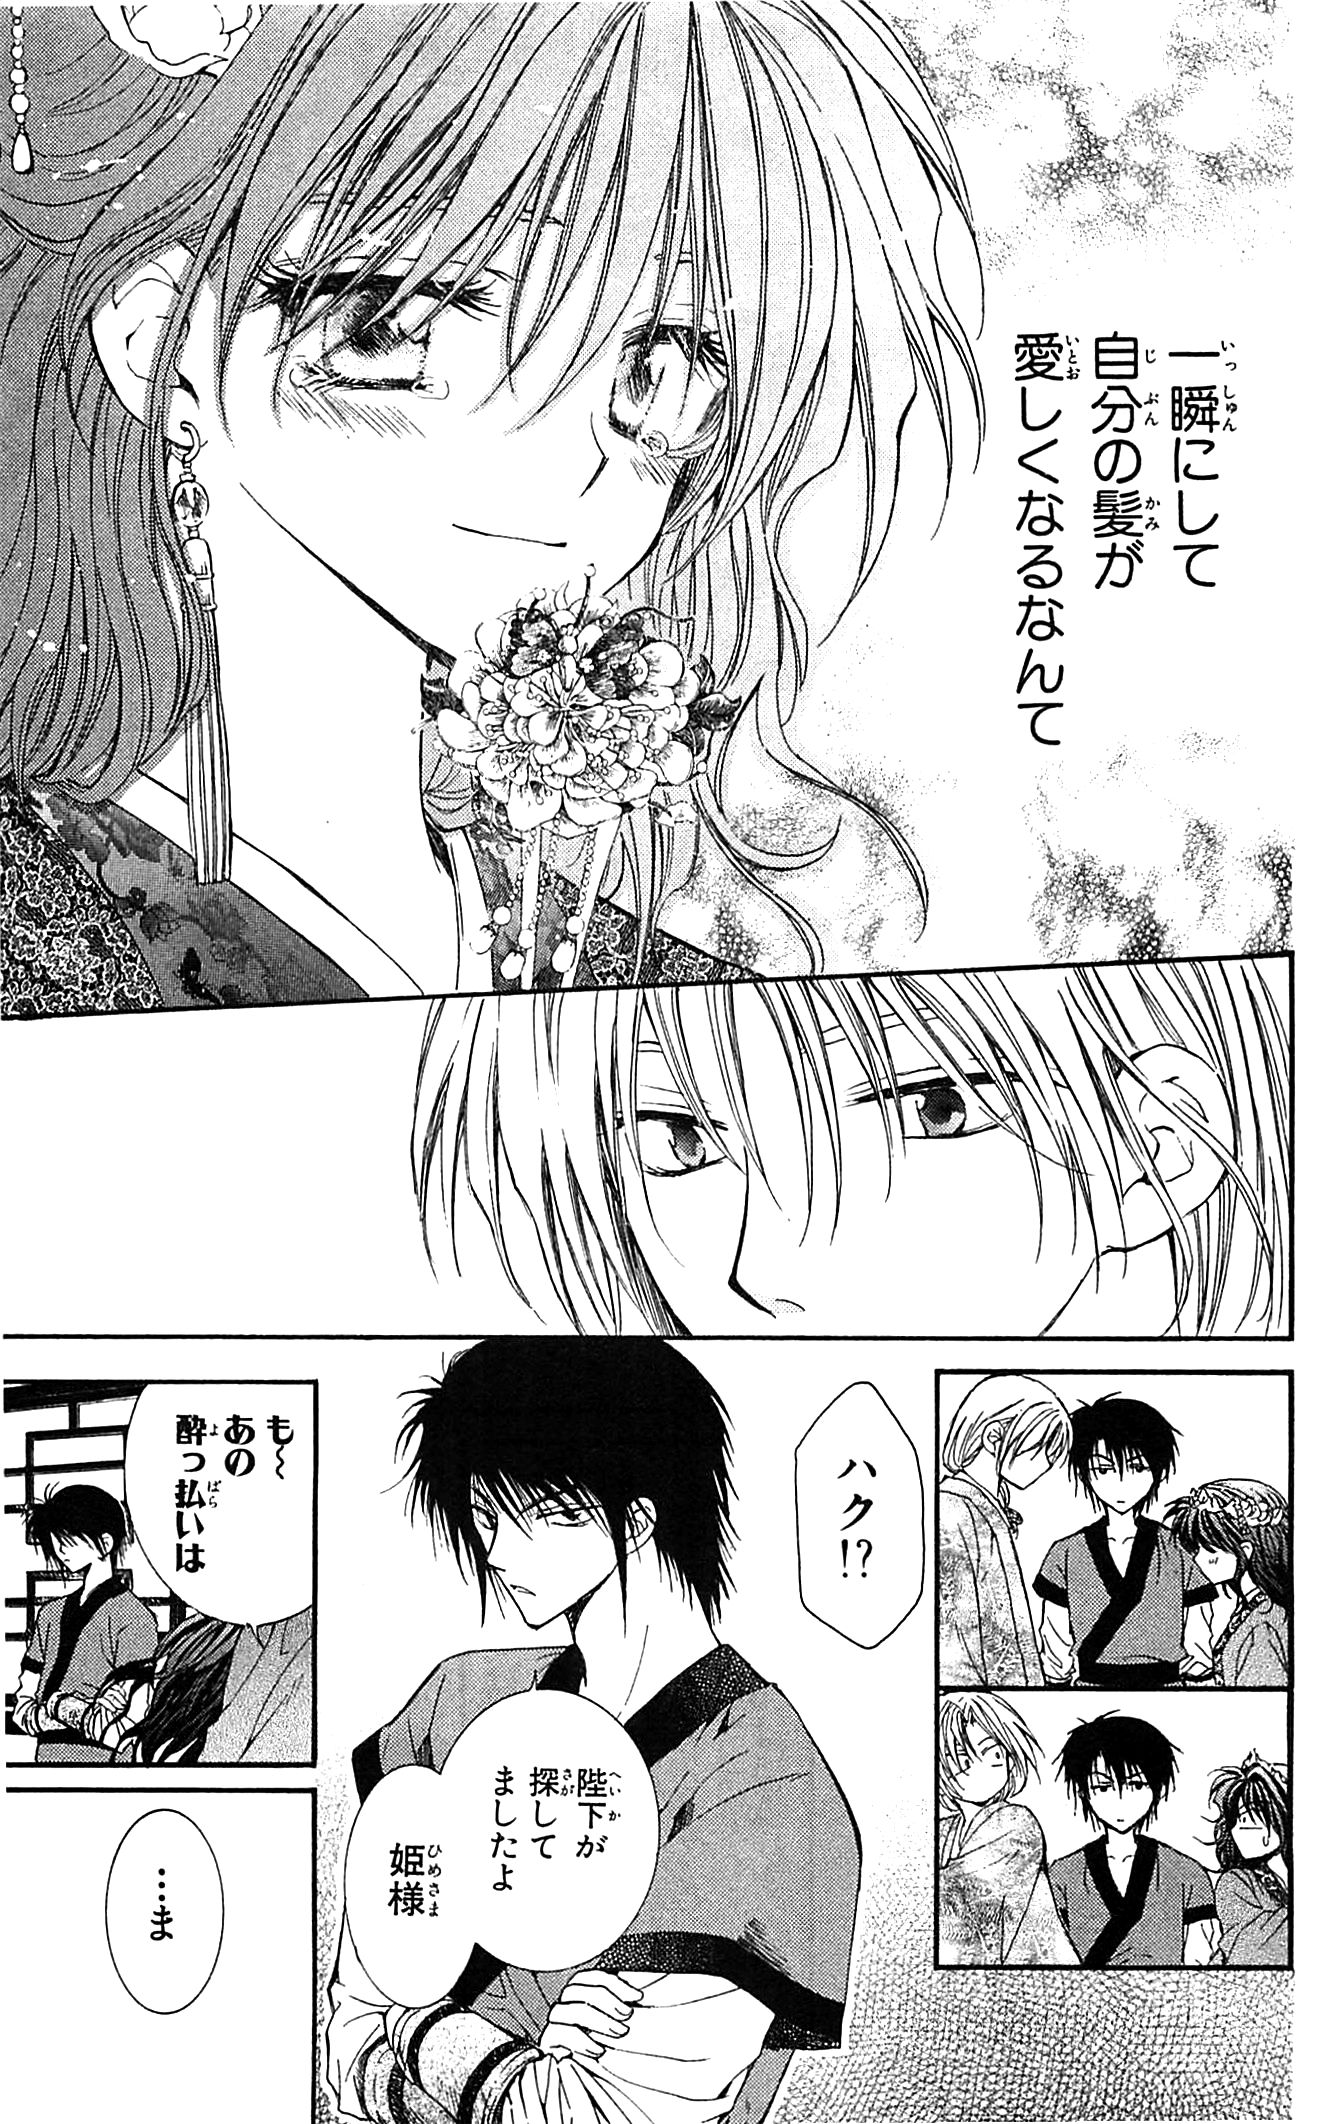 一瞬にして
自分の髪が
愛しくなるなんて
ハク!?
陛下が
探して
ましたよ
姫様
も〜
あの
酔っ払いは
…ま